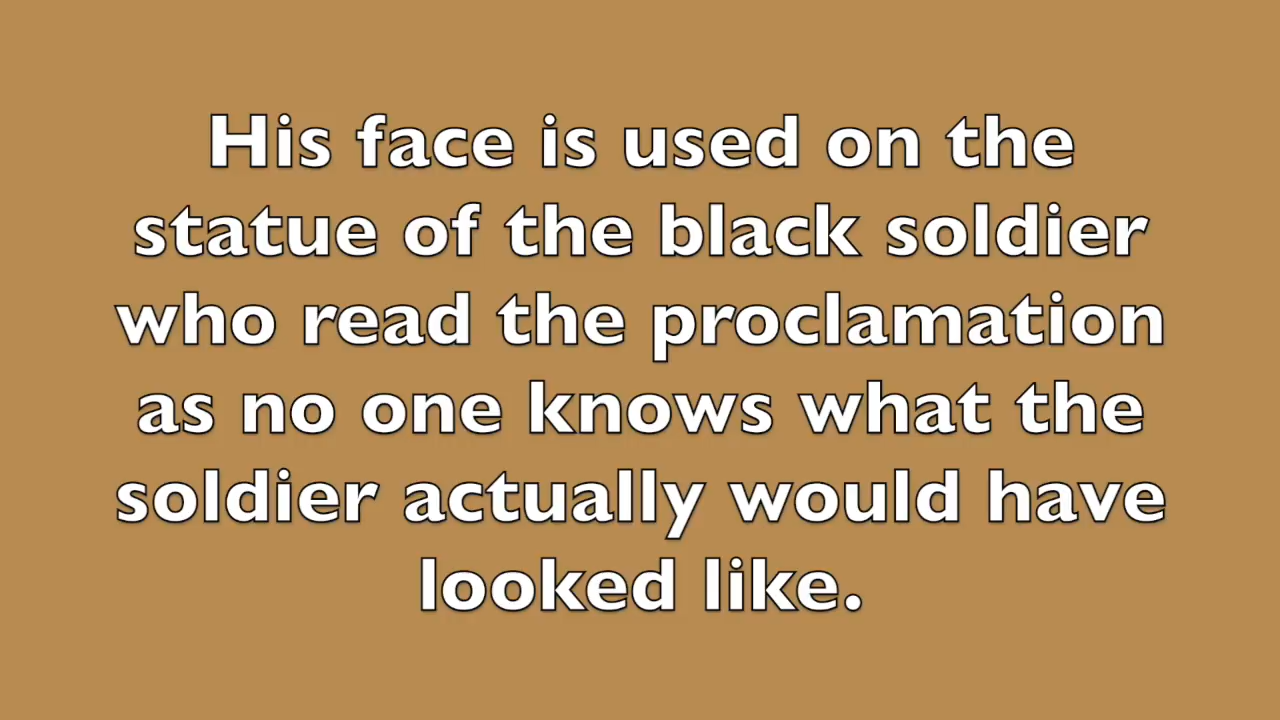 His face is used on the
statue of the black soldier
who read the proclamation
as no one knows what the
soldier actually would have
looked like.